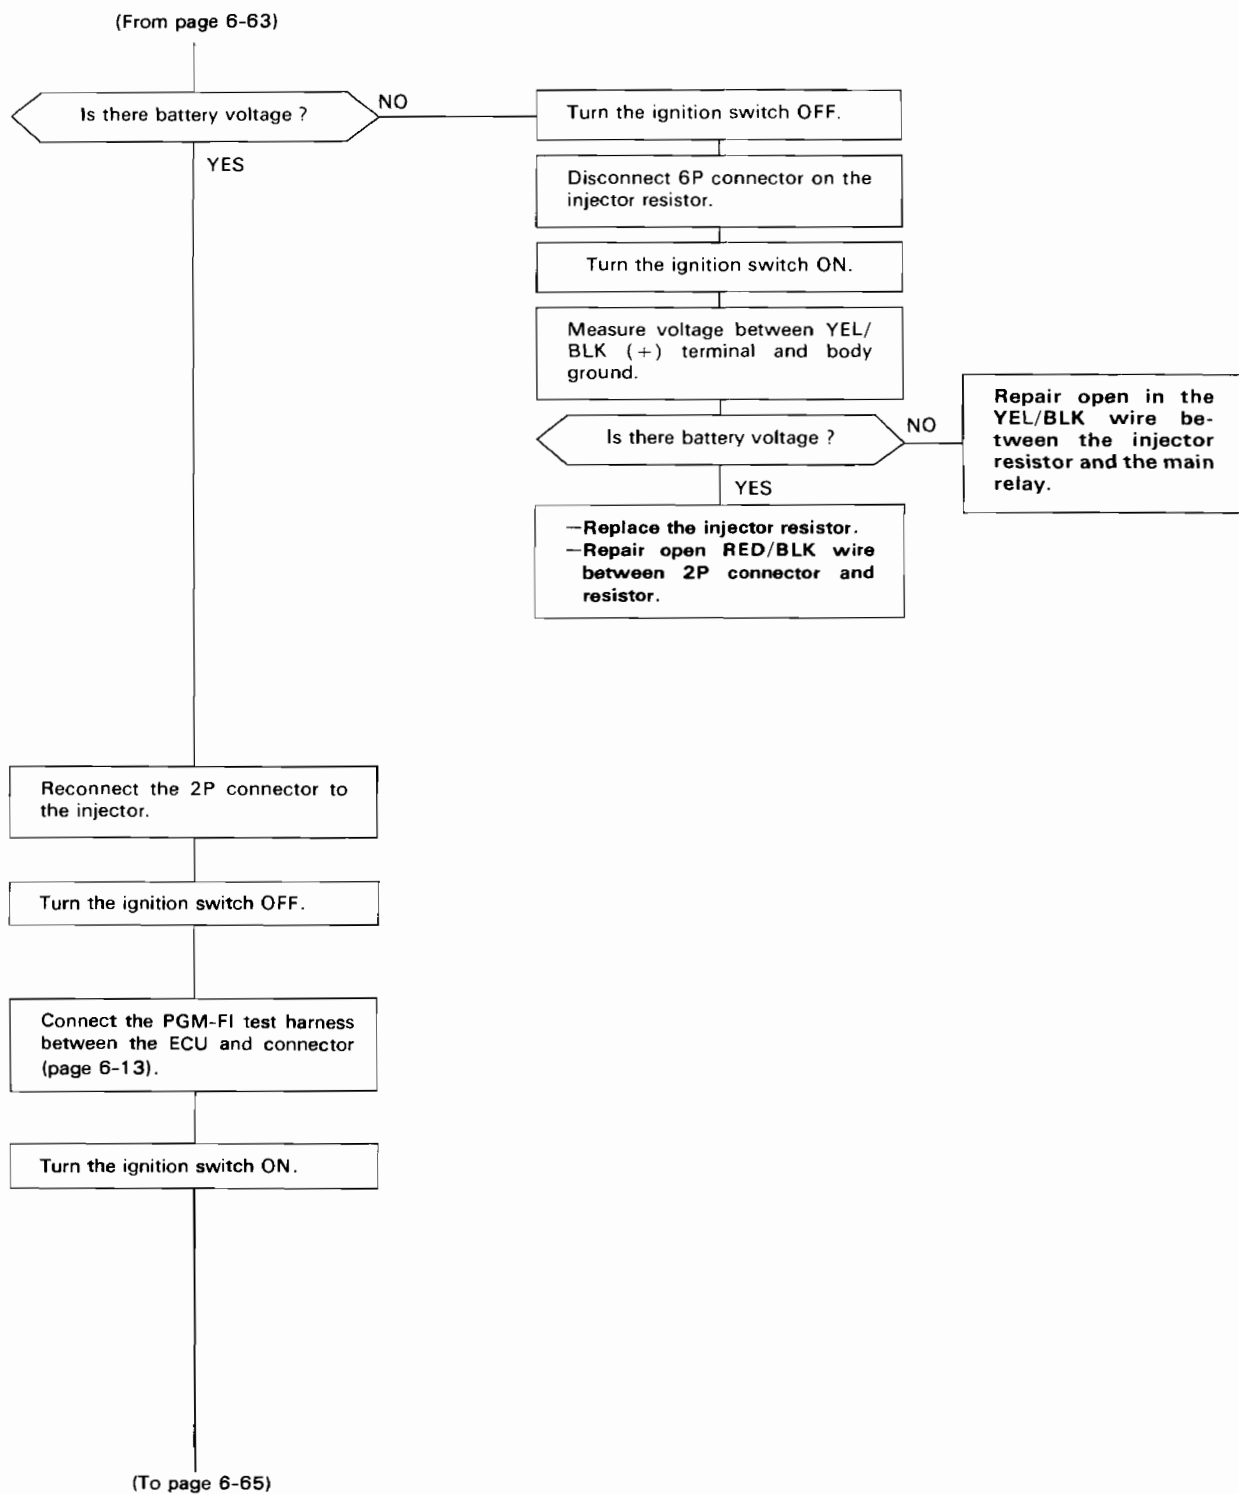 (From page 6-63)
Is there battery voltage ?
NO
YES
Turn the ignition switch OFF.
Disconnect 6P connector on the
injector resistor.
Turn the ignition switch ON.
Measure voltage between YEL/
BLK (+) terminal and body
ground.
Is there battery voltage ?
NO
YES
Repair open in the
YEL/BLK wire be-
tween the injector
resistor and the main
relay.
—Replace the injector resistor.
—Repair open RED/BLK wire
between 2P connector and
resistor.
Reconnect the 2P connector to
the injector.
Turn the ignition switch OFF.
Connect the PGM-FI test harness
between the ECU and connector
(page 6-13).
Turn the ignition switch ON.
(To page 6-65)